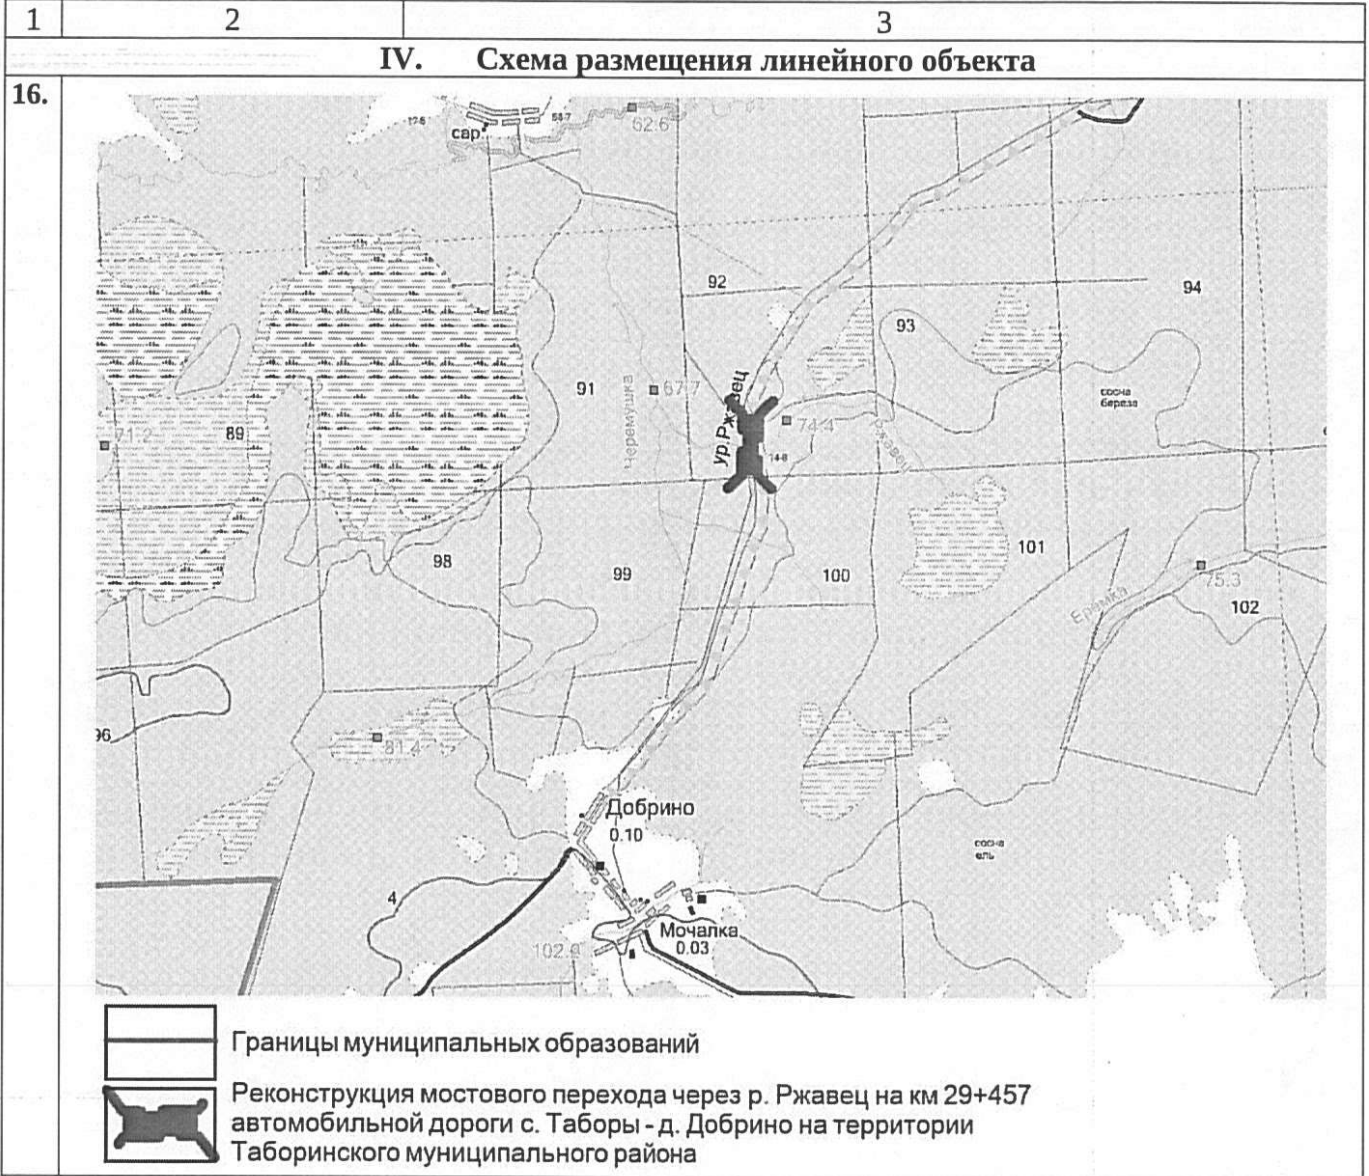 1 2 3
IV. Схема размещения линейного объекта
16.
сар.
62.6
92
94
93
91
67.7
Черемушка
ур.Ржавец
74.4
сосна
береза
71.2
89
14-8
98
99
100
101
75.3
Еремка
102
96
81.4
Добрино
0.10
сосна
ель
4
Мочалка
0.03
Границы муниципальных образований
Реконструкция мостового перехода через р. Ржавец на км 29+457
автомобильной дороги с. Таборы - д. Добрино на территории
Таборинского муниципального района